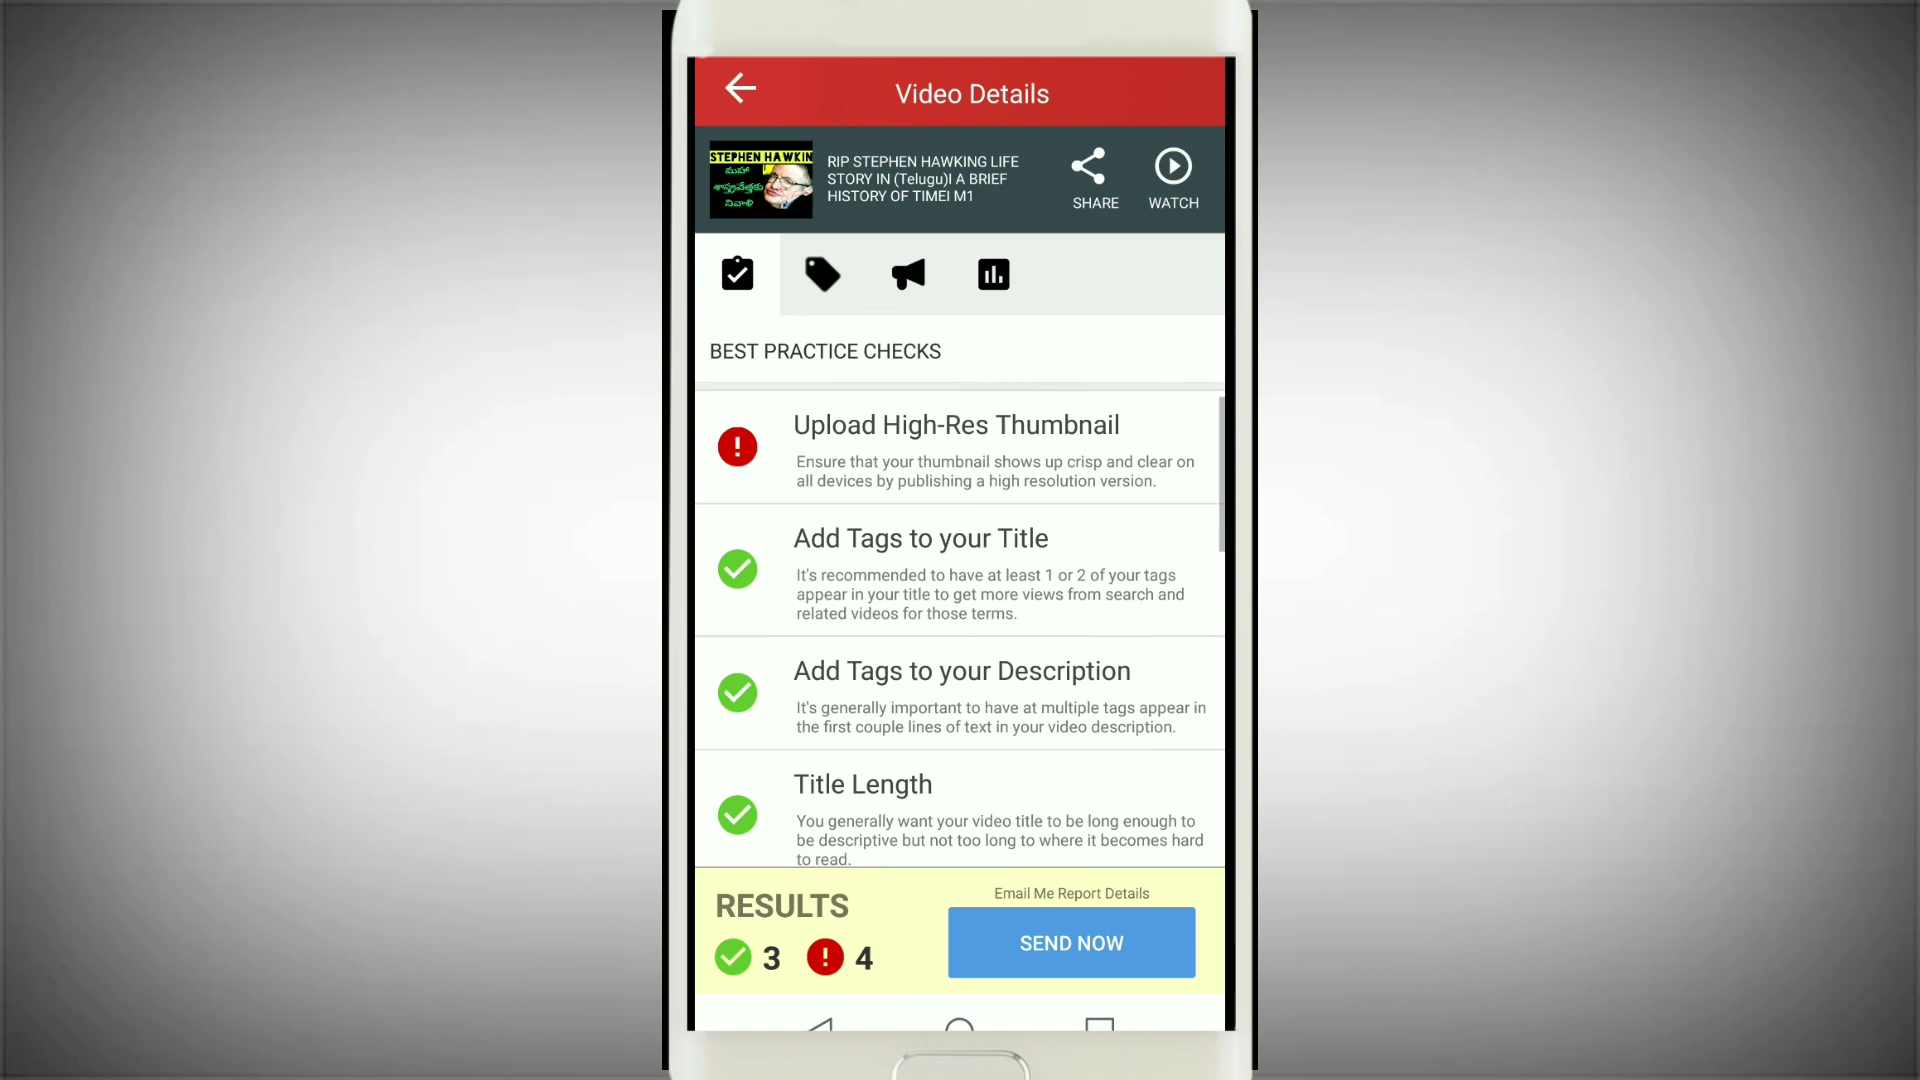 Video Details
STEPHEN HAWKIN
మహా
శాస్త్రవేత్తకు
నివాళి
RIP STEPHEN HAWKING LIFE
STORY IN (Telugu)I A BRIEF
HISTORY OF TIMEI M1
SHARE
WATCH
BEST PRACTICE CHECKS
Upload High-Res Thumbnail
Ensure that your thumbnail shows up crisp and clear on
all devices by publishing a high resolution version.
Add Tags to your Title
It's recommended to have at least 1 or 2 of your tags
appear in your title to get more views from search and
related videos for those terms.
Add Tags to your Description
It's generally important to have at multiple tags appear in
the first couple lines of text in your video description.
Title Length
You generally want your video title to be long enough to
be descriptive but not too long to where it becomes hard
to read.
RESULTS
3
4
Email Me Report Details
SEND NOW